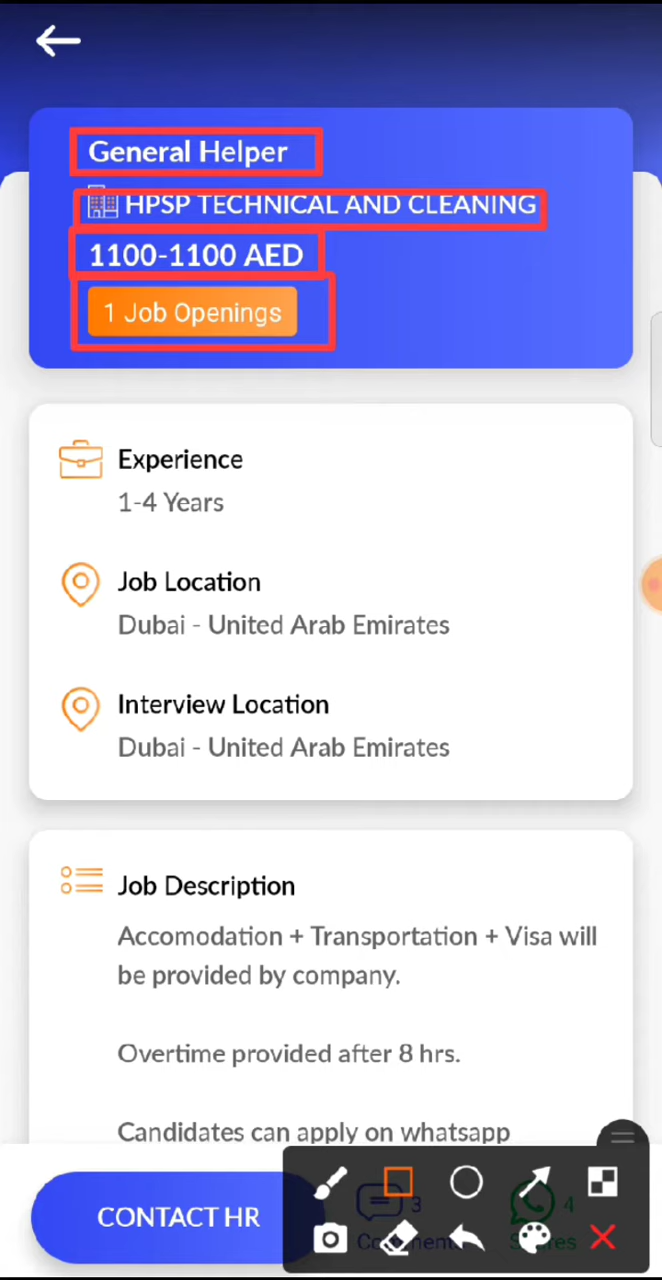 General Helper
HPSP TECHNICAL AND CLEANING
1100-1100 AED
1 Job Openings
Experience
1-4 Years
Job Location
Dubai - United Arab Emirates
Interview Location
Dubai - United Arab Emirates
Job Description
Accomodation + Transportation + Visa will
be provided by company.
Overtime provided after 8 hrs.
Candidates can apply on whatsapp
CONTACT HR
3
4